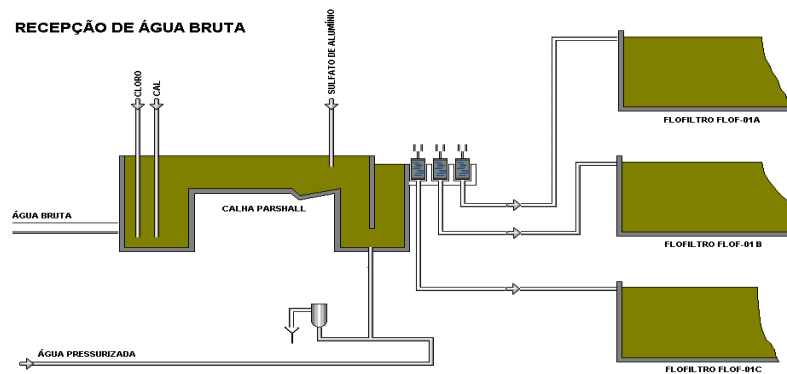 RECEPÇÃO DE ÁGUA BRUTA
CLORO
CAL
SULFATO DE ALUMÍNIO
FLOFILTRO FLOF-01A
CALHA PARSHALL
ÁGUA BRUTA
FLOFILTRO FLOF-01 B
ÁGUA PRESSURIZADA
FLOFILTRO FLOF-01C